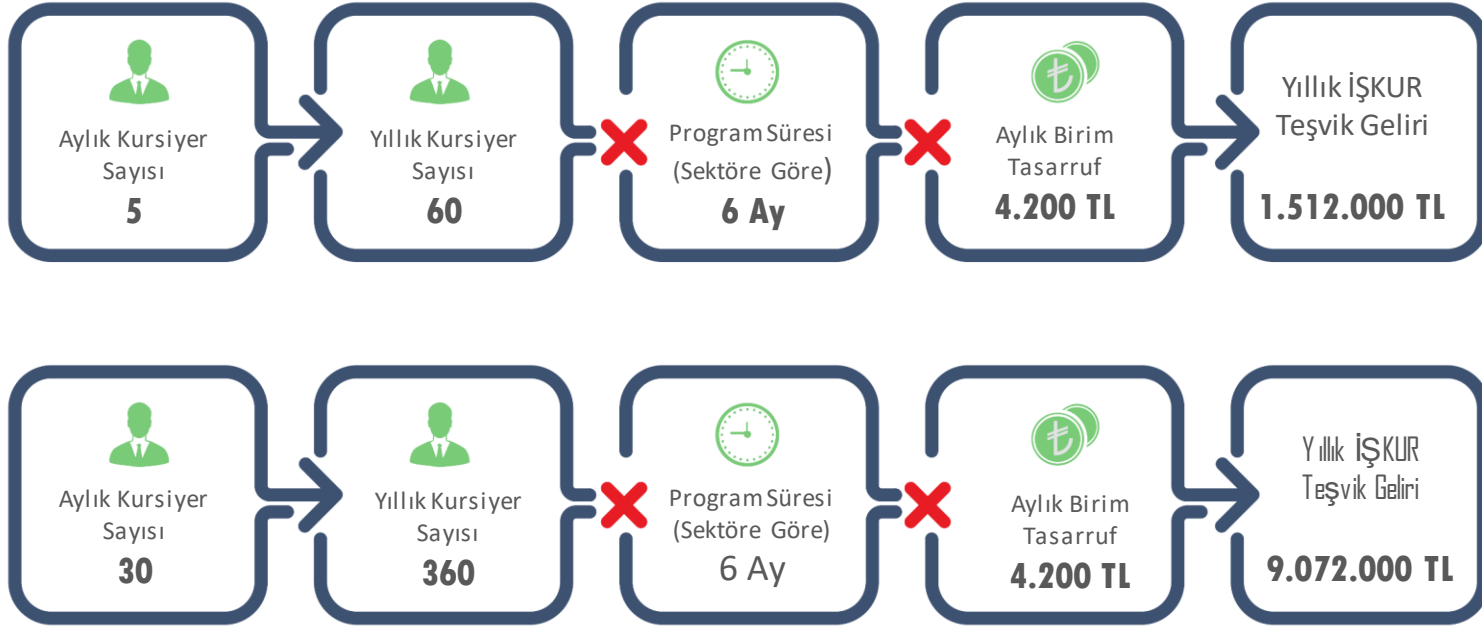 Aylık Kursiyer
Sayısı
5
Yıllık Kursiyer
Sayısı
60
Program Süresi
(Sektöre Göre)
6 Ay
Aylık Birim
Tasarruf
4.200 TL
Yıllık İŞKUR
Teşvik Geliri
1.512.000 TL
Aylık Kursiyer
Sayısı
30
Yıllık Kursiyer
Sayısı
360
Program Süresi
(Sektöre Göre)
6 Ay
Aylık Birim
Tasarruf
4.200 TL
Yıllık İŞKUR
Teşvik Geliri
9.072.000 TL